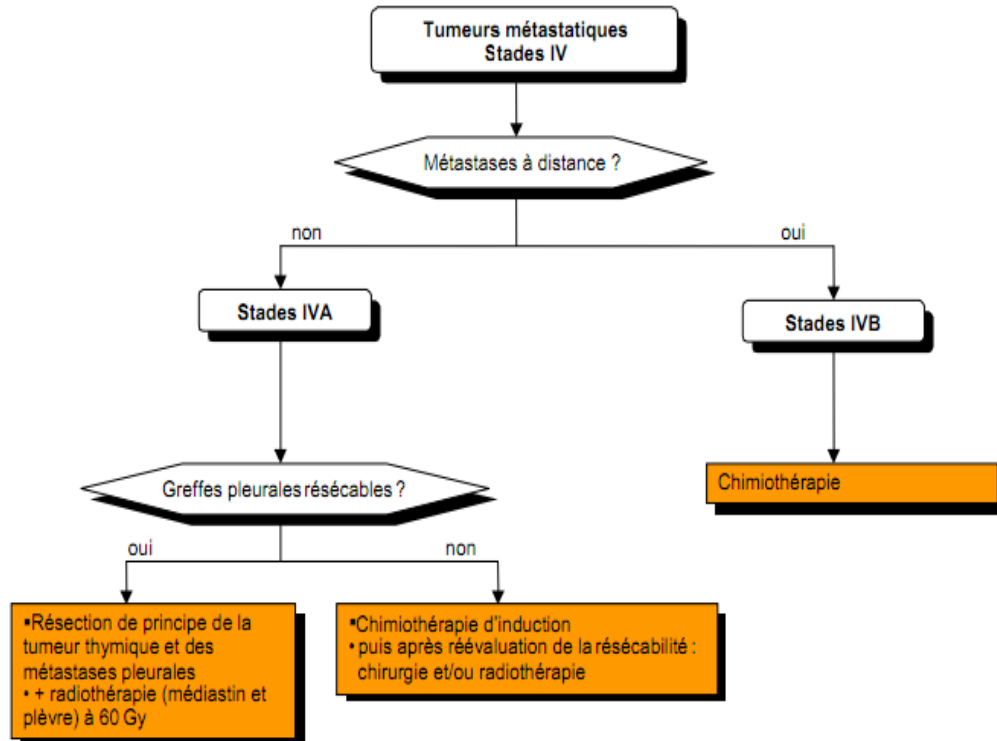 Tumeurs métastatiques
Stades IV
Métastases à distance ?
non
oui
Stades IVA
Stades IVB
Greffes pleurales résécables ?
Chimiothérapie
oui
non
▪Résection de principe de la
tumeur thymique et des
métastases pleurales
• + radiothérapie (médiastin et
plèvre) à 60 Gy
▪Chimiothérapie d'induction
• puis après réévaluation de la résécabilité :
chirurgie et/ou radiothérapie